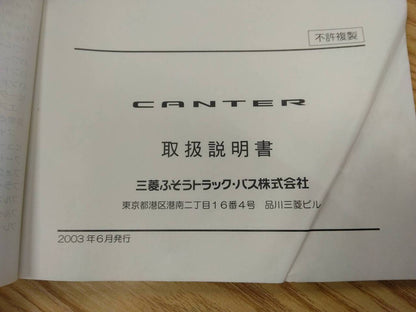 不許複製
CANTER
取扱説明書
三菱ふそうトラック・バス株式会社
東京都港区港南二丁目16番4号 品川三菱ビル
2003年6月発行